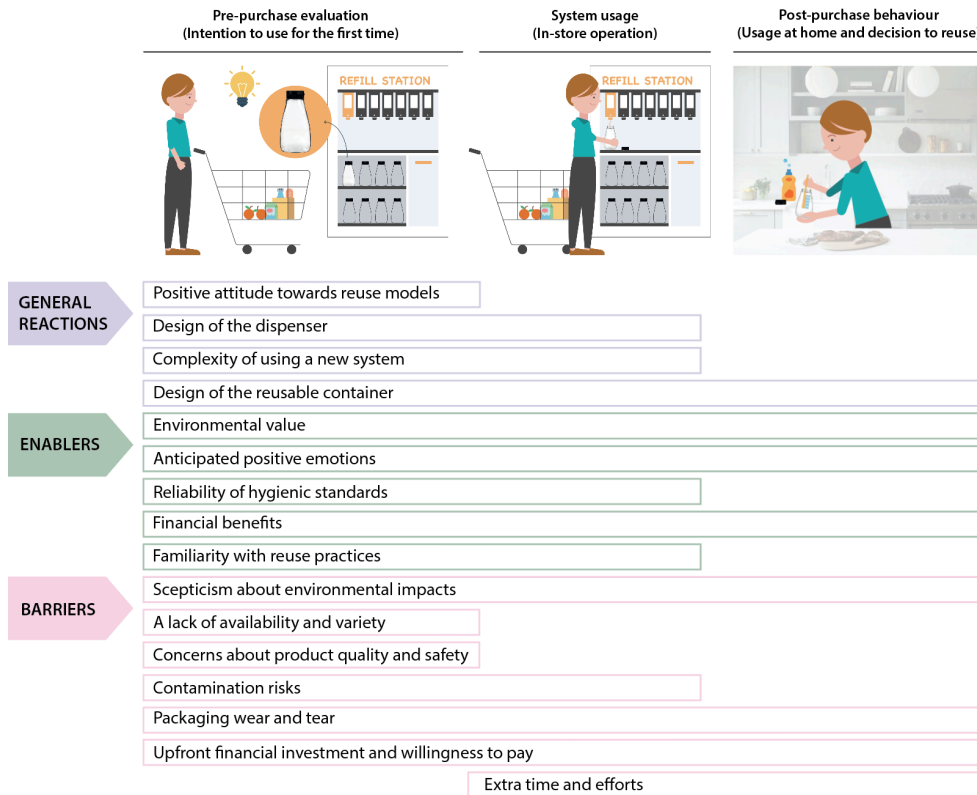 Pre-purchase evaluation
(Intention to use for the first time)
System usage
(In-store operation)
Post-purchase behaviour
(Usage at home and decision to reuse)
REFILL STATION
REFILL STATION
GENERAL
REACTIONS
Positive attitude towards reuse models
Design of the dispenser
Complexity of using a new system
Design of the reusable container
ENABLERS
Environmental value
Anticipated positive emotions
Reliability of hygienic standards
Financial benefits
Familiarity with reuse practices
BARRIERS
Scepticism about environmental impacts
A lack of availability and variety
Concerns about product quality and safety
Contamination risks
Packaging wear and tear
Upfront financial investment and willingness to pay
Extra time and efforts